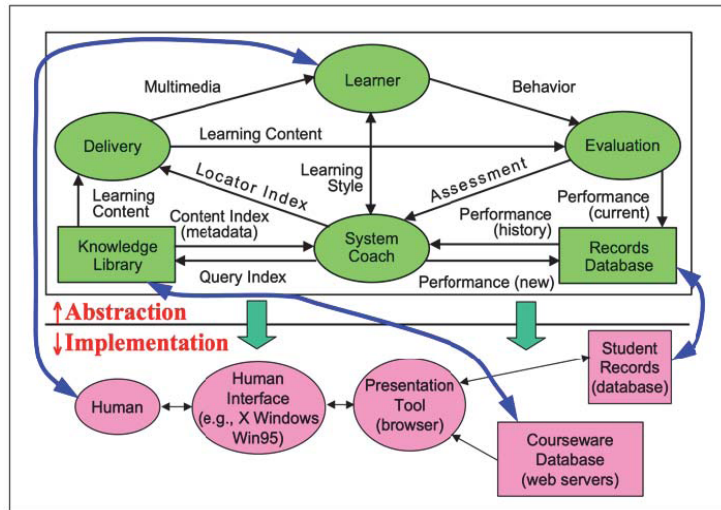 Learner
Multimedia
Behavior
Delivery
Learning Content
Evaluation
Learning
Style
Locator Index
Assessment
Learning
Content
Content Index
(metadata)
Performance
(history)
Performance
(current)
Knowledge
Library
System
Coach
Records
Database
Query Index
Performance (new)
↑Abstraction
↓Implementation
Human
Human
Interface
(e.g., X Windows
Win95)
Presentation
Tool
(browser)
Student
Records
(database)
Courseware
Database
(web servers)